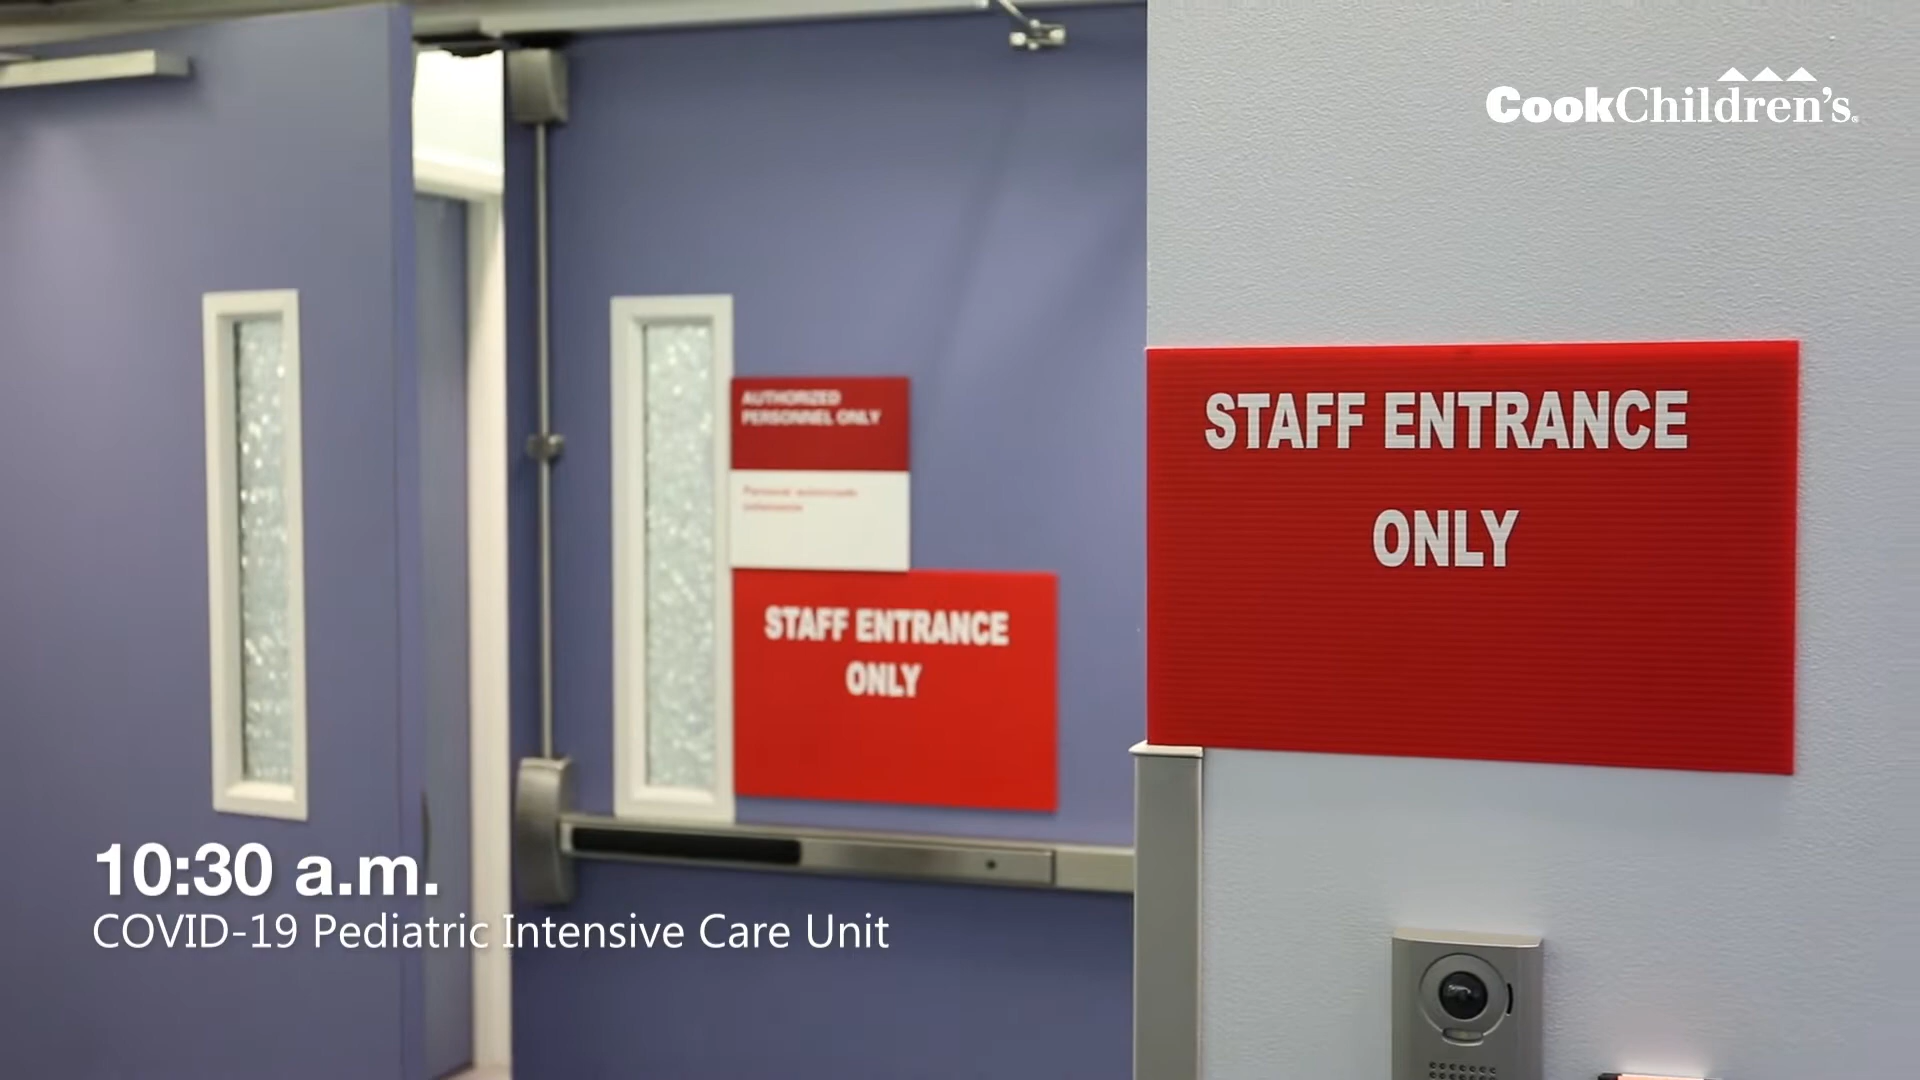 CookChildren's®
AUTHORIZED
PERSONNEL ONLY
STAFF ENTRANCE
ONLY
STAFF ENTRANCE
ONLY
10:30 a.m.
COVID-19 Pediatric Intensive Care Unit